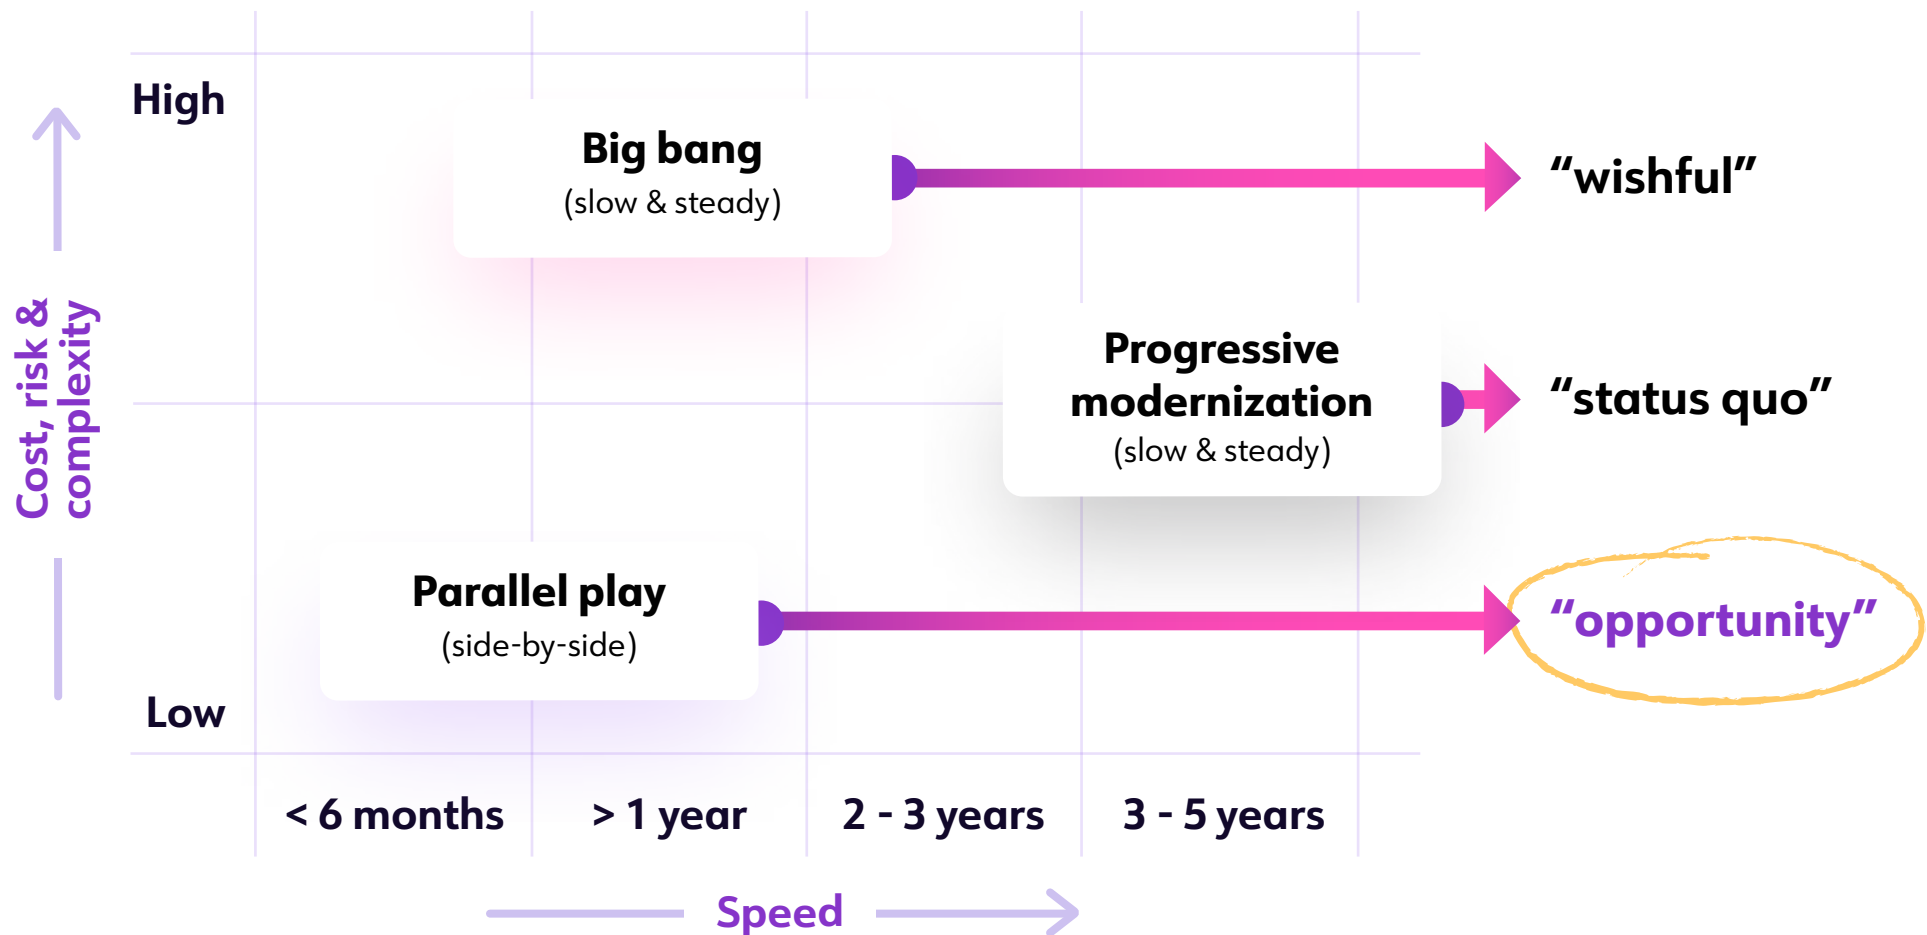 High
Big bang
(slow & steady)
“wishful”
Cost, risk &
complexity
Progressive
modernization
(slow & steady)
“status quo”
Parallel play
(side-by-side)
“opportunity”
Low
< 6 months
> 1 year
2 - 3 years
3 - 5 years
Speed